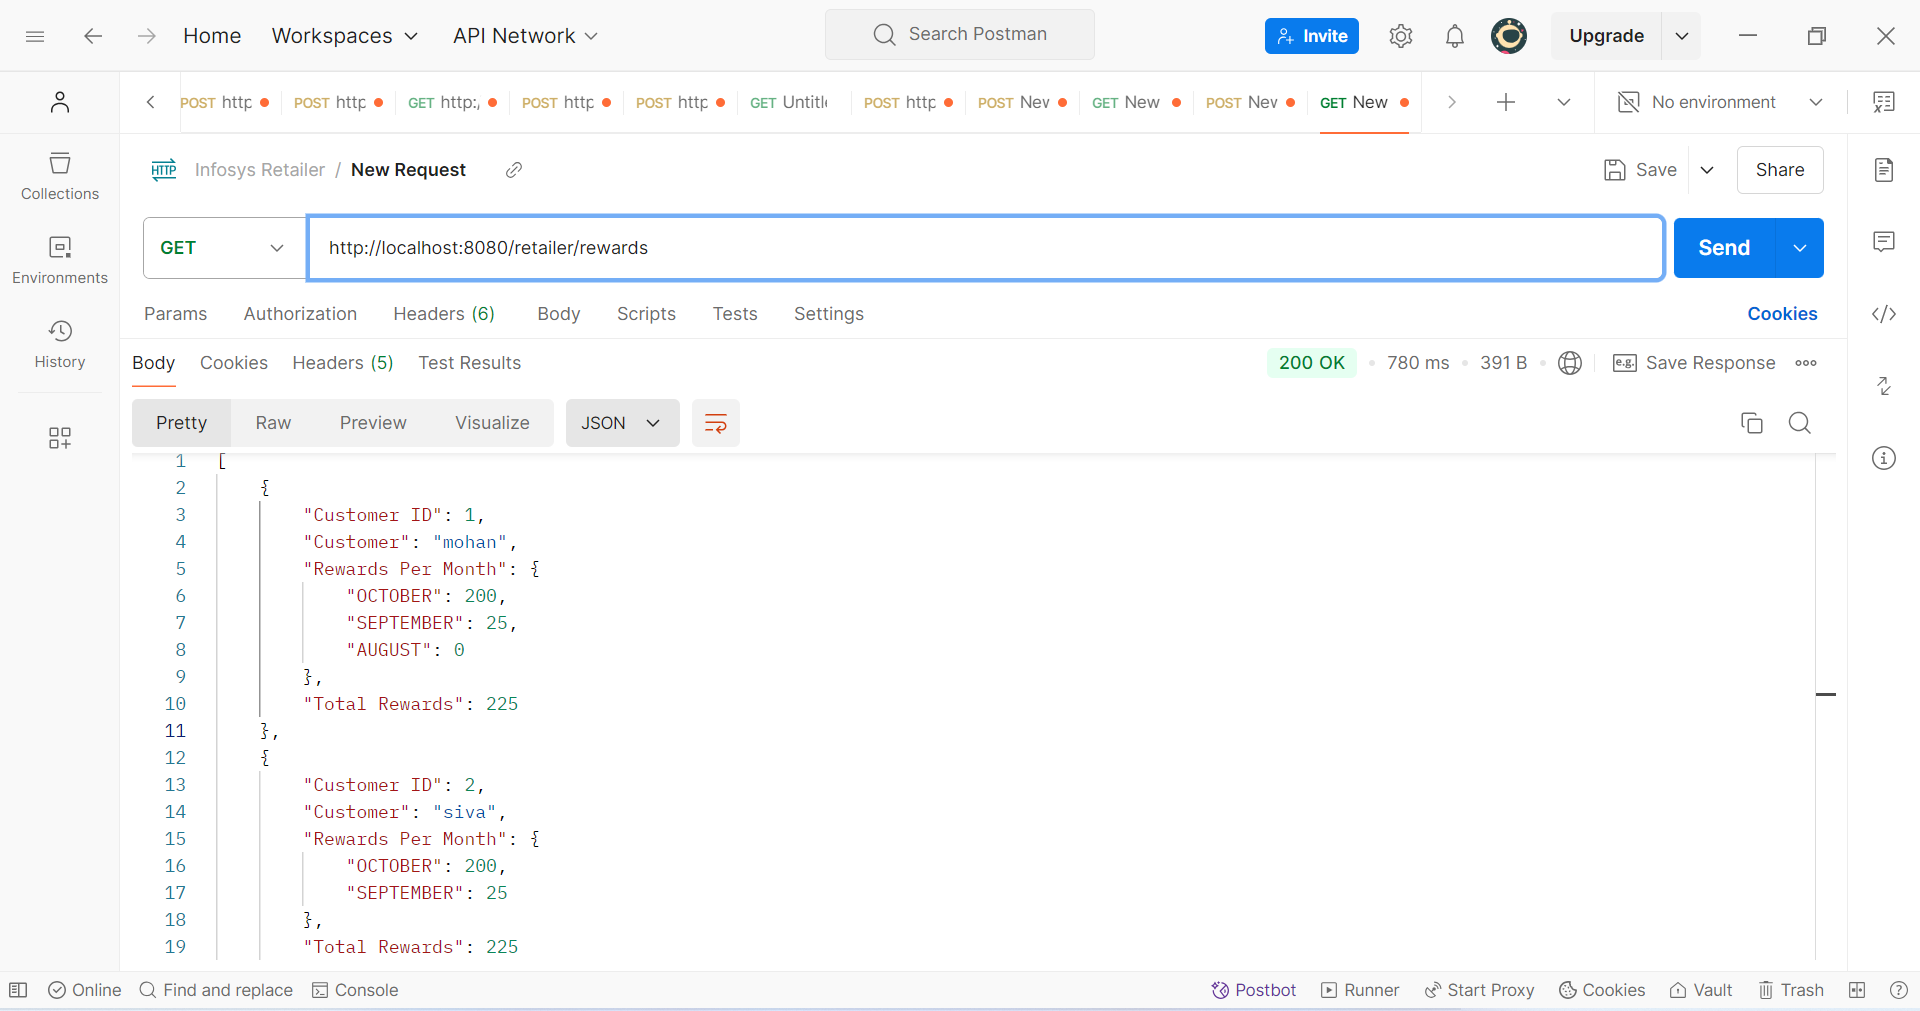 Home Workspaces API Network Search Postman Invite Upgrade
POST http POST http GET http:/ POST http POST http GET Untitle POST http POST New GET New POST New GET New No environment
HTTP Infosys Retailer / New Request Save Share
Collections
GET http://localhost:8080/retailer/rewards Send
Environments
Params Authorization Headers (6) Body Scripts Tests Settings Cookies
History
Body Cookies Headers (5) Test Results 200 OK 780 ms 391 B e.g. Save Response
Pretty Raw Preview Visualize JSON
1 [
2 {
3 "Customer ID": 1,
4 "Customer": "mohan",
5 "Rewards Per Month": {
6 "OCTOBER": 200,
7 "SEPTEMBER": 25,
8 "AUGUST": 0
9 },
10 "Total Rewards": 225
11 },
12 {
13 "Customer ID": 2,
14 "Customer": "siva",
15 "Rewards Per Month": {
16 "OCTOBER": 200,
17 "SEPTEMBER": 25
18 },
19 "Total Rewards": 225
Online Find and replace Console Postbot Runner Start Proxy Cookies Vault Trash